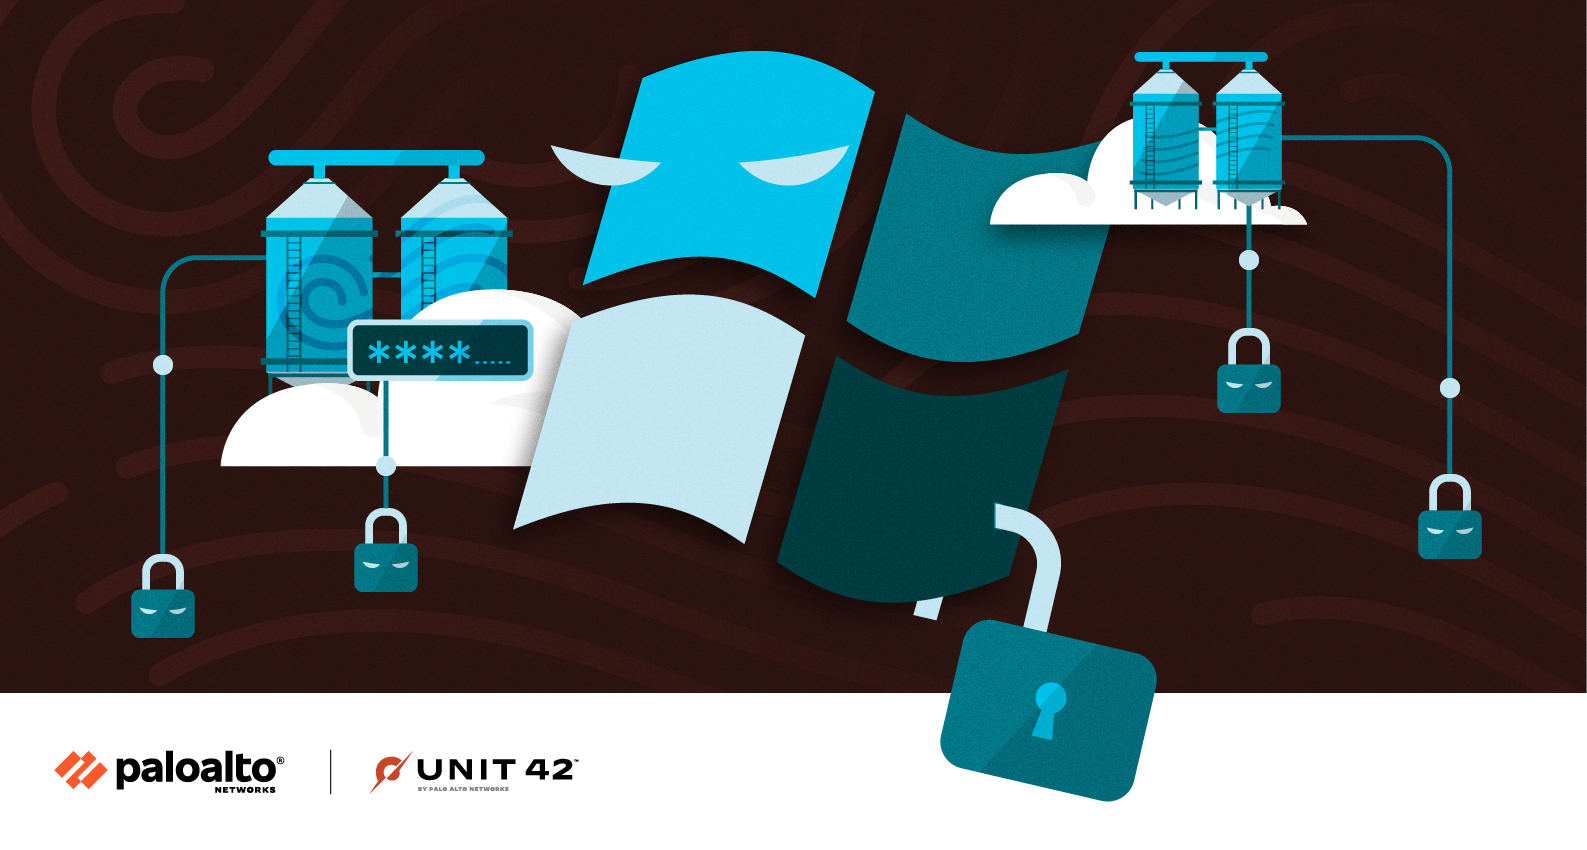 ****.....
paloalto®
NETWORKS
UNIT 42™
BY PALO ALTO NETWORKS